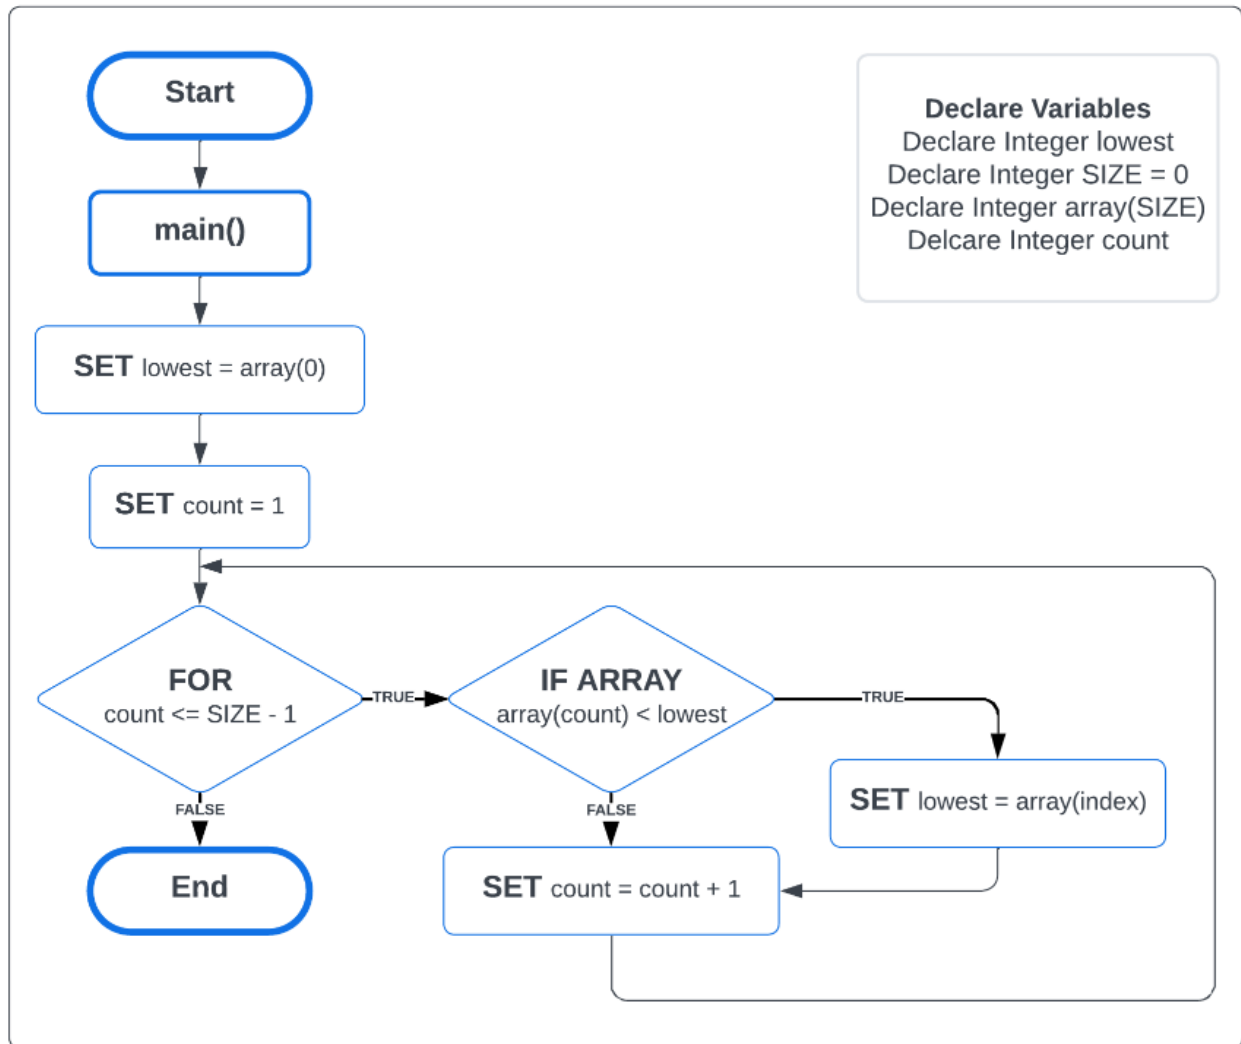 Start
Declare Variables
Declare Integer lowest
Declare Integer SIZE = 0
Declare Integer array(SIZE)
Delcare Integer count
main()
SET lowest = array(0)
SET count = 1
FOR
count <= SIZE - 1
TRUE
IF ARRAY
array(count) < lowest
TRUE
SET lowest = array(index)
FALSE
End
FALSE
SET count = count + 1